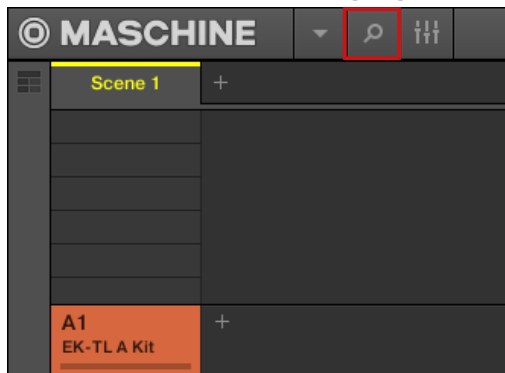 MASCHINE
Scene 1 +
A1 +
EK-TL A Kit